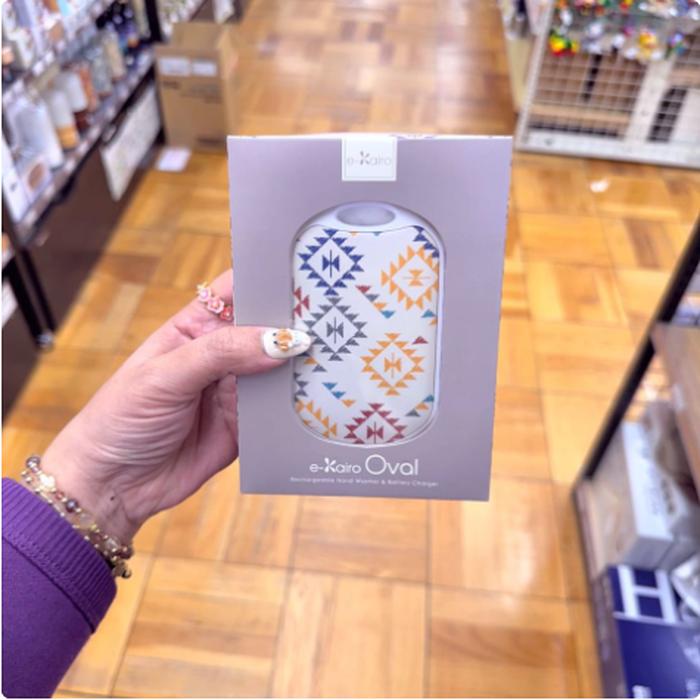 e-Kairo
e-Kairo Oval
Rechargeable Hand Warmer & Battery Charger